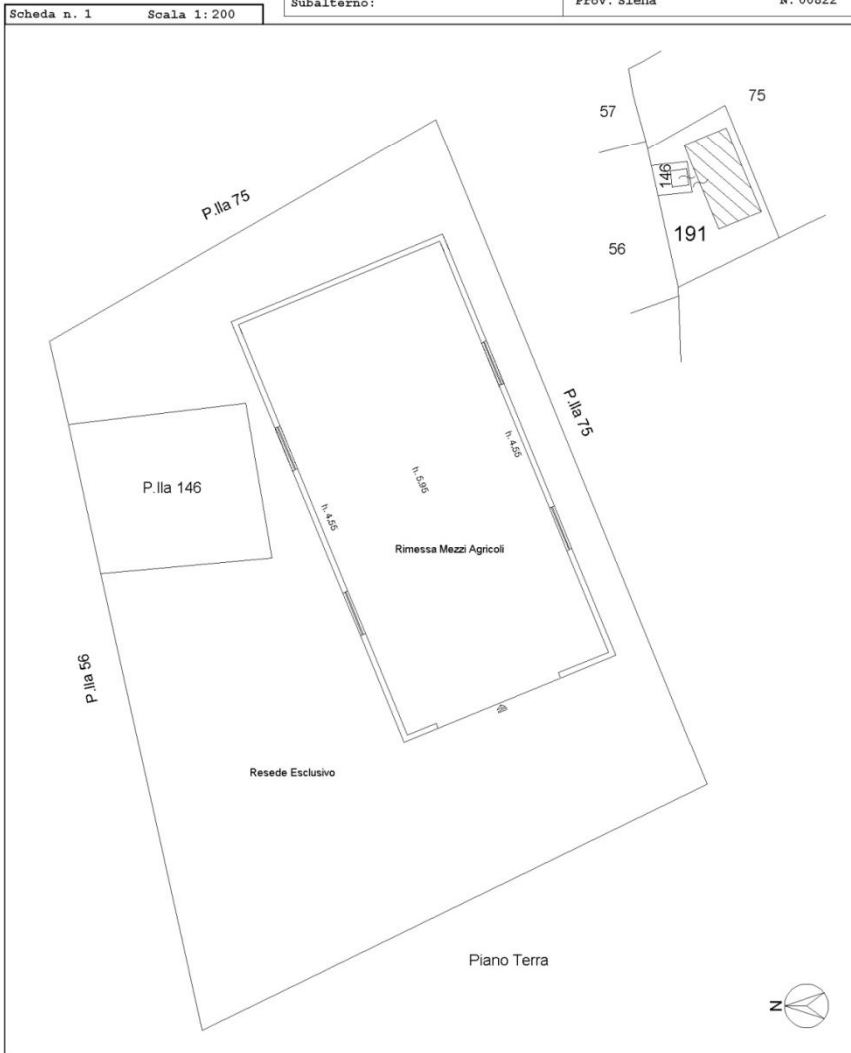 Scheda n. 1 Scala 1:200
Subalterno:
Prov. Siena N. 00822
57
75
146
191
56
P.lla 75
P.lla 75
P.lla 146
h. 4,55
h. 5,95
h. 4,55
Rimessa Mezzi Agricoli
P.lla 56
Resede Esclusivo
Piano Terra
N